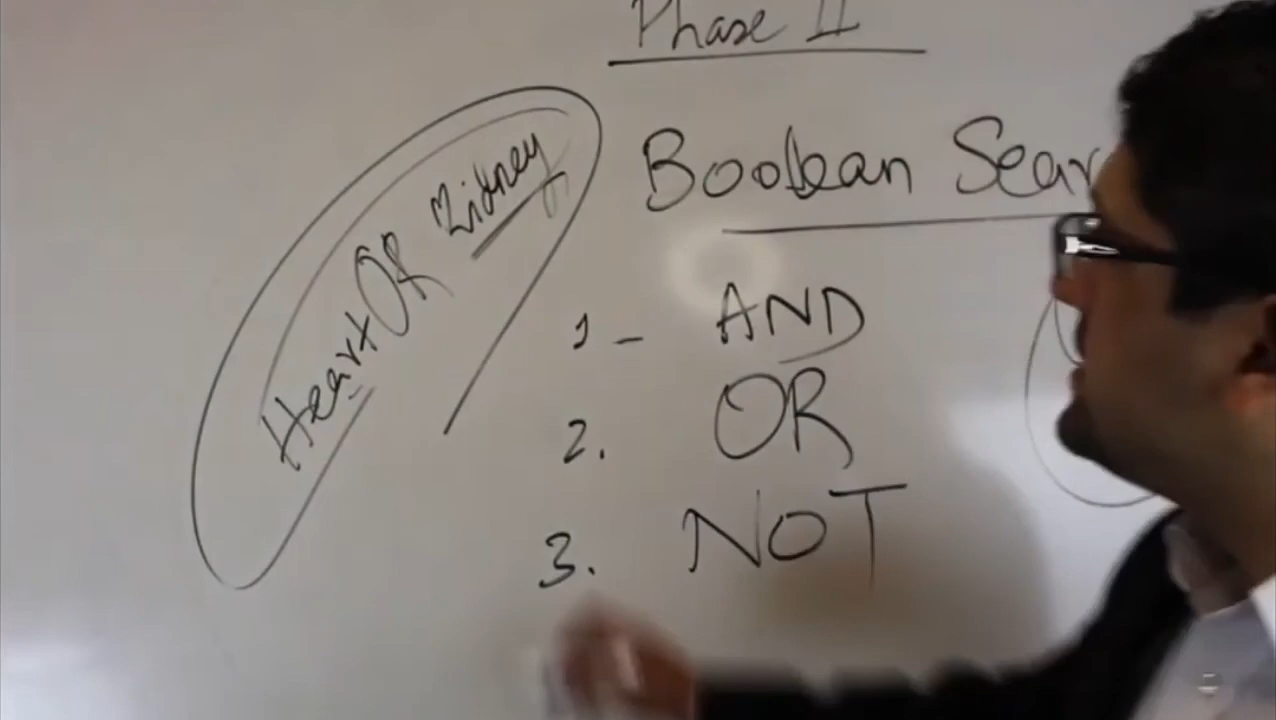 Phase II
Boolean Sear
Heart OR Kidney
1- AND
2. OR
3. NOT